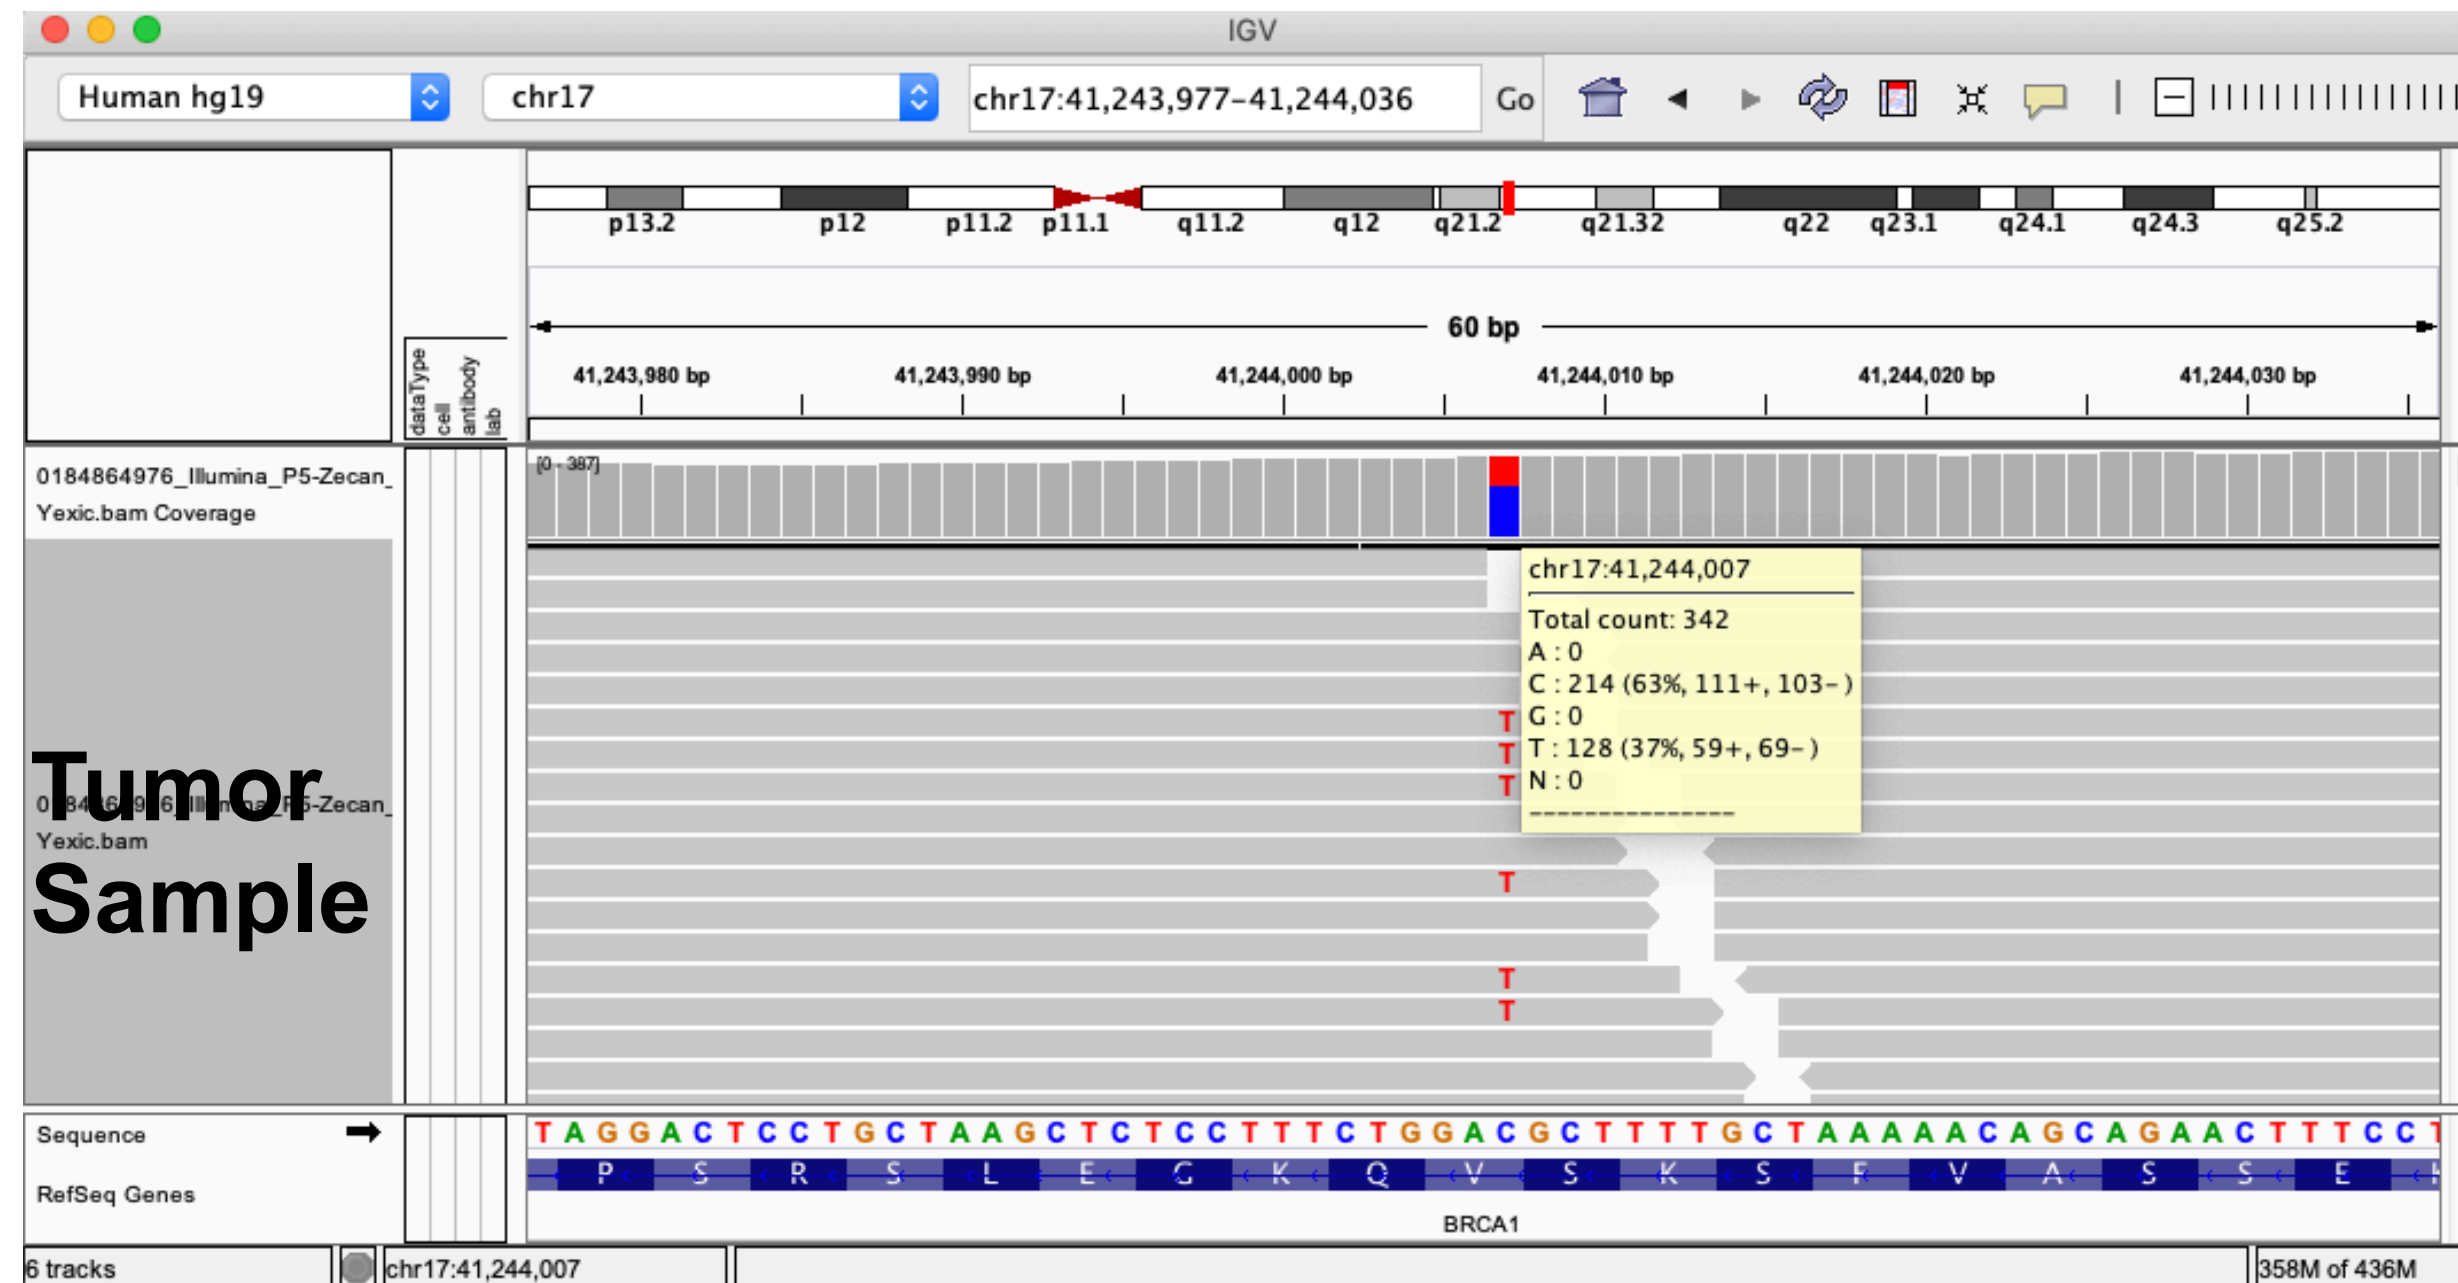 IGV
Human hg19 chr17 chr17:41,243,977-41,244,036 Go
p13.2 p12 p11.2 p11.1 q11.2 q12 q21.2 q21.32 q22 q23.1 q24.1 q24.3 q25.2
60 bp
41,243,980 bp 41,243,990 bp 41,244,000 bp 41,244,010 bp 41,244,020 bp 41,244,030 bp
dataType
cell
antibody
lab
[0 - 387]
0184864976_Illumina_P5-Zecan_
Yexic.bam Coverage
chr17:41,244,007
Total count: 342
A : 0
C : 214 (63%, 111+, 103- )
G : 0
T : 128 (37%, 59+, 69- )
N : 0
---------------
T
T
T
T
T
T
Tumor
Yexic.bam
Sample
Sequence
T A G G A C T C C T G C T A A G C T C T C C T T T C T G G A C G C T T T T G C T A A A A A C A G C A G A A C T T T C C T
RefSeq Genes
P S R S L E G K Q V S K S F V A S S E
BRCA1
6 tracks chr17:41,244,007 358M of 436M